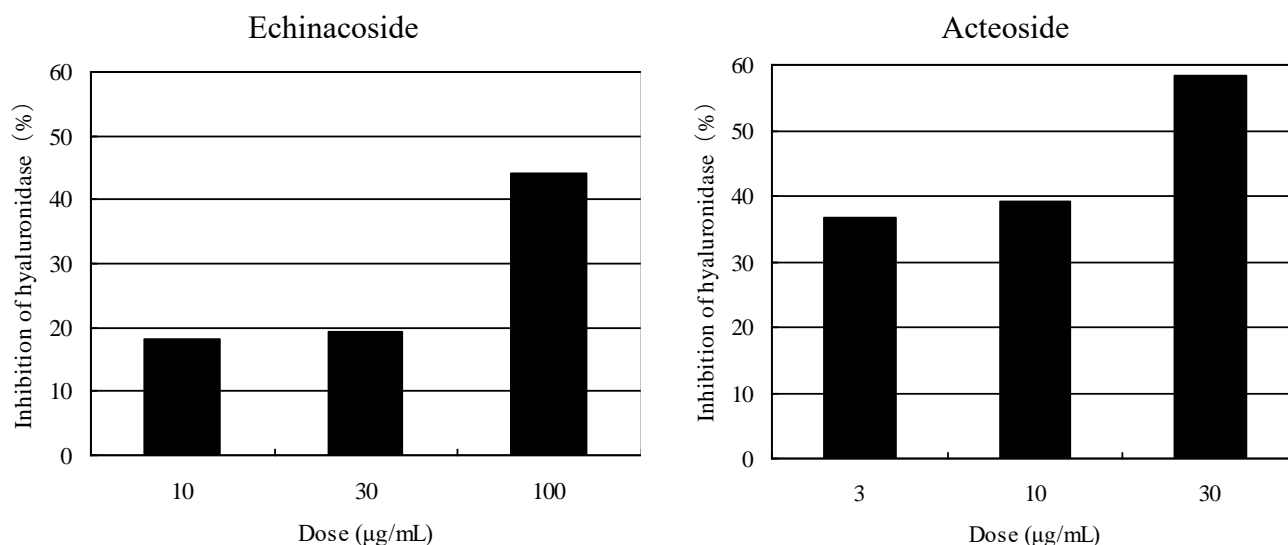 Echinacoside
Inhibition of hyaluronidase (%)
60
50
40
30
20
10
0
10 30 100
Dose (μg/mL)
Acteoside
Inhibition of hyaluronidase (%)
60
50
40
30
20
10
0
3 10 30
Dose (μg/mL)